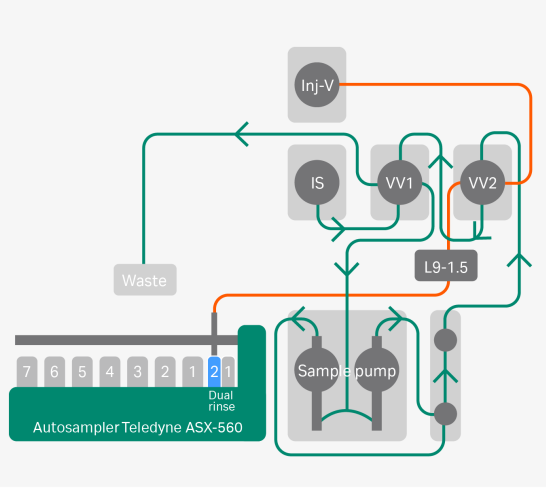 Inj-V
IS
VV1
VV2
L9-1.5
Waste
Sample pump
7 6 5 4 3 2 1 2 1
Dual
rinse
Autosampler Teledyne ASX-560